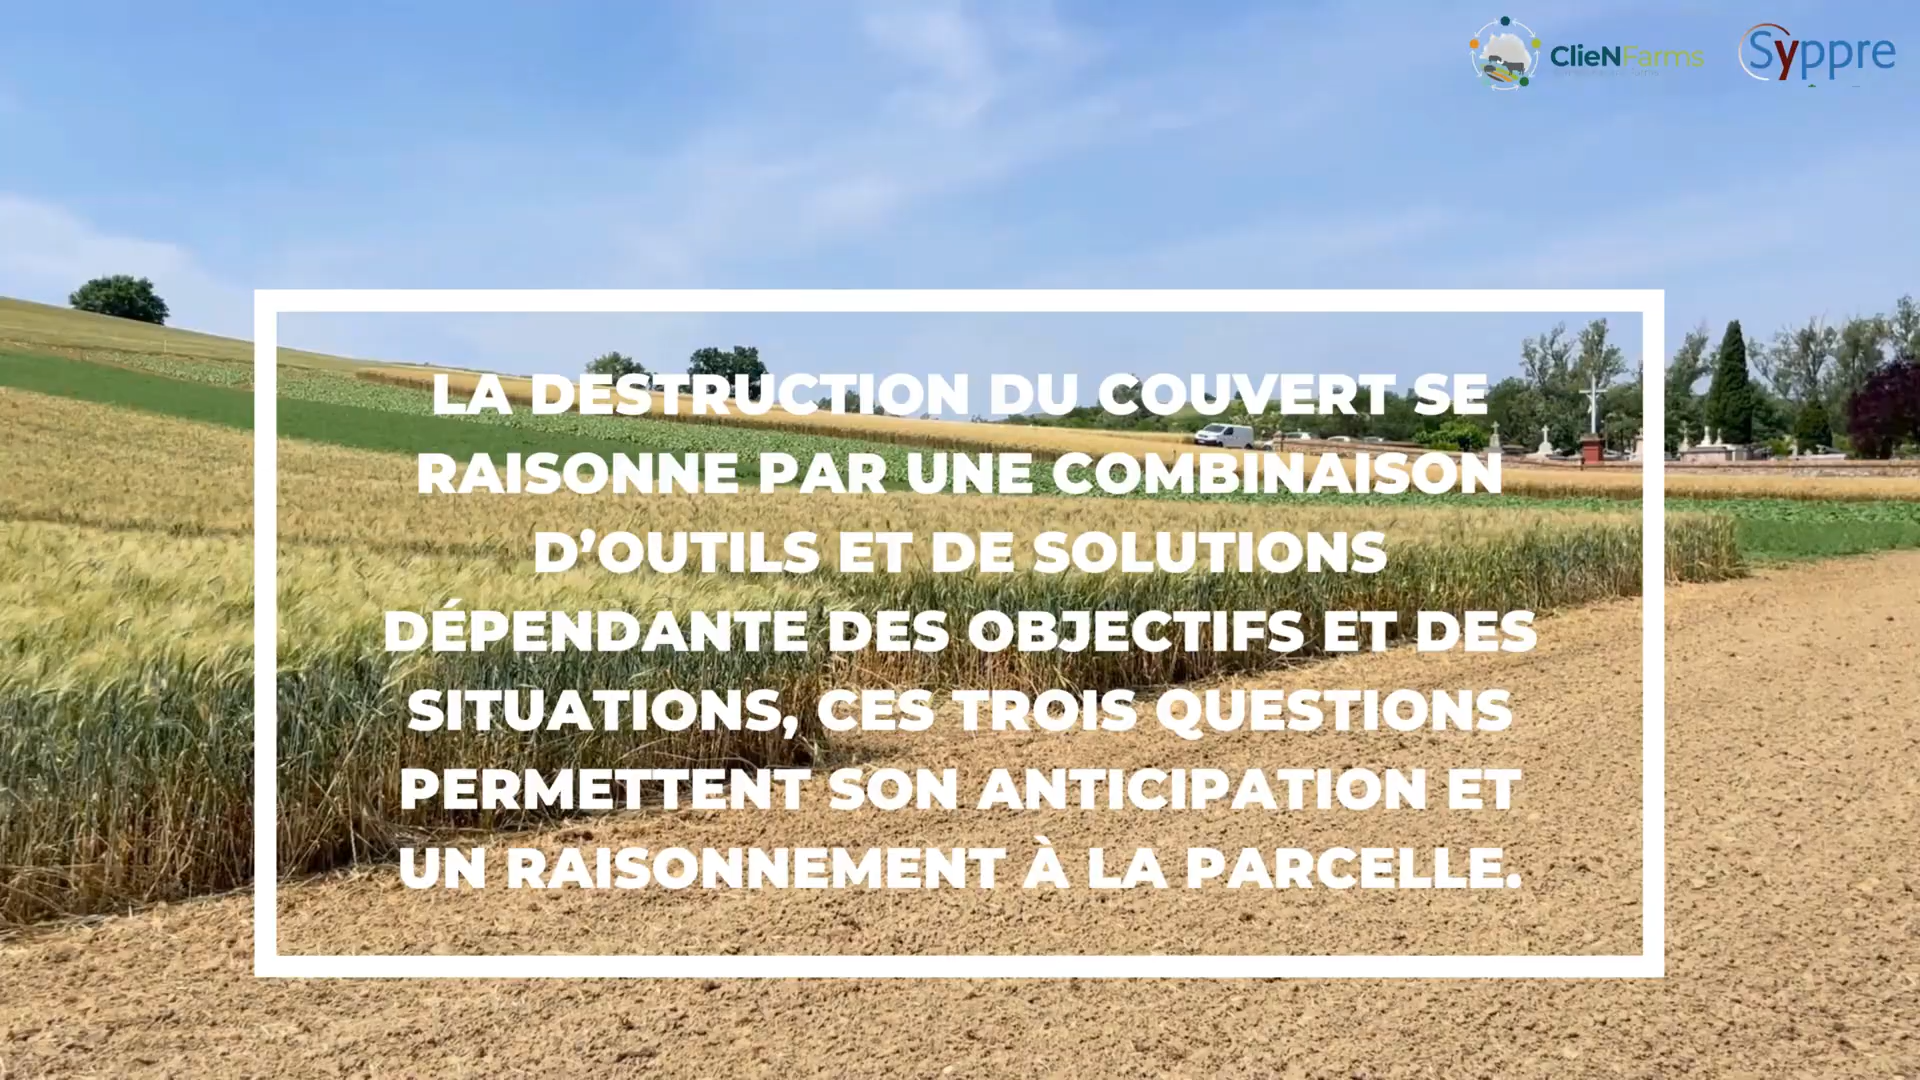 ClieNFarms
Syppre
LA DESTRUCTION DU COUVERT SE
RAISONNE PAR UNE COMBINAISON
D’OUTILS ET DE SOLUTIONS
DÉPENDANTE DES OBJECTIFS ET DES
SITUATIONS, CES TROIS QUESTIONS
PERMETTENT SON ANTICIPATION ET
UN RAISONNEMENT À LA PARCELLE.